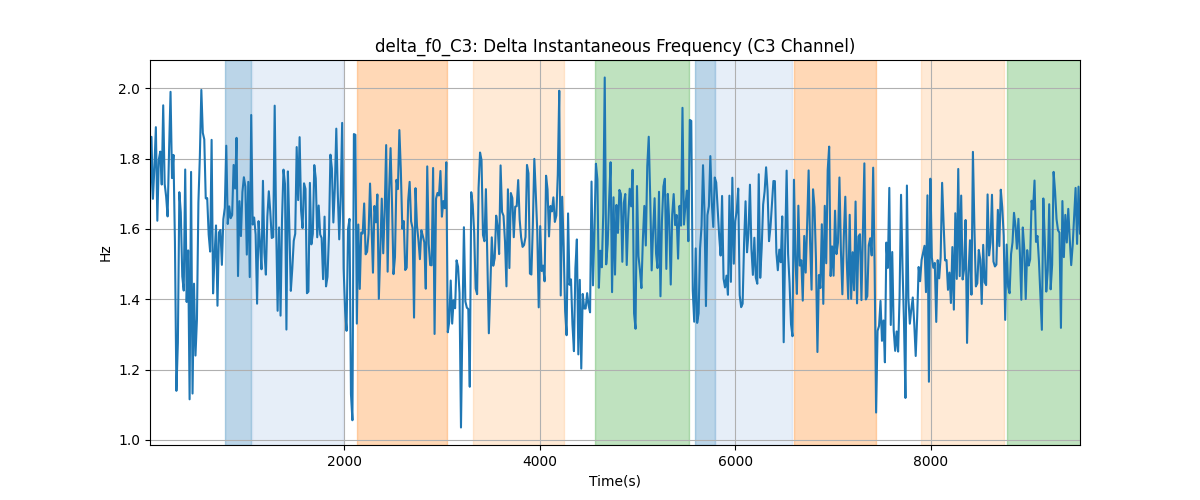 delta_f0_C3: Delta Instantaneous Frequency (C3 Channel)
2.0
1.8
1.6
1.4
1.2
1.0
Hz
2000 4000 6000 8000
Time(s)